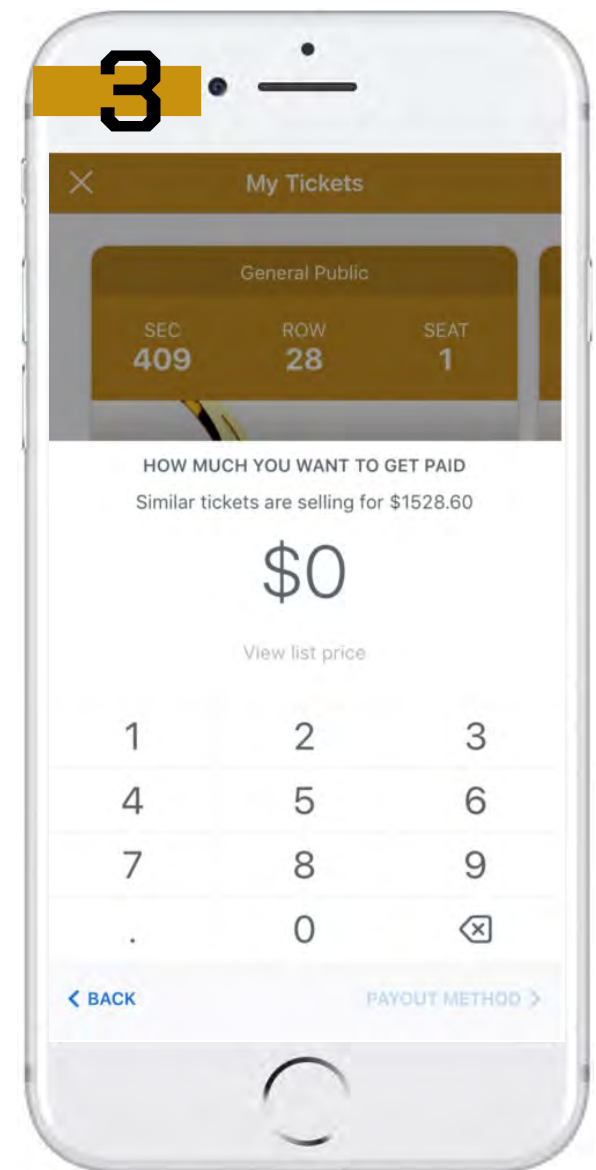 3
My Tickets
General Public
SEC ROW SEAT
409 28 1
HOW MUCH YOU WANT TO GET PAID
Similar tickets are selling for $1528.60
$0
View list price
1 2 3
4 5 6
7 8 9
. 0
BACK PAYOUT METHOD